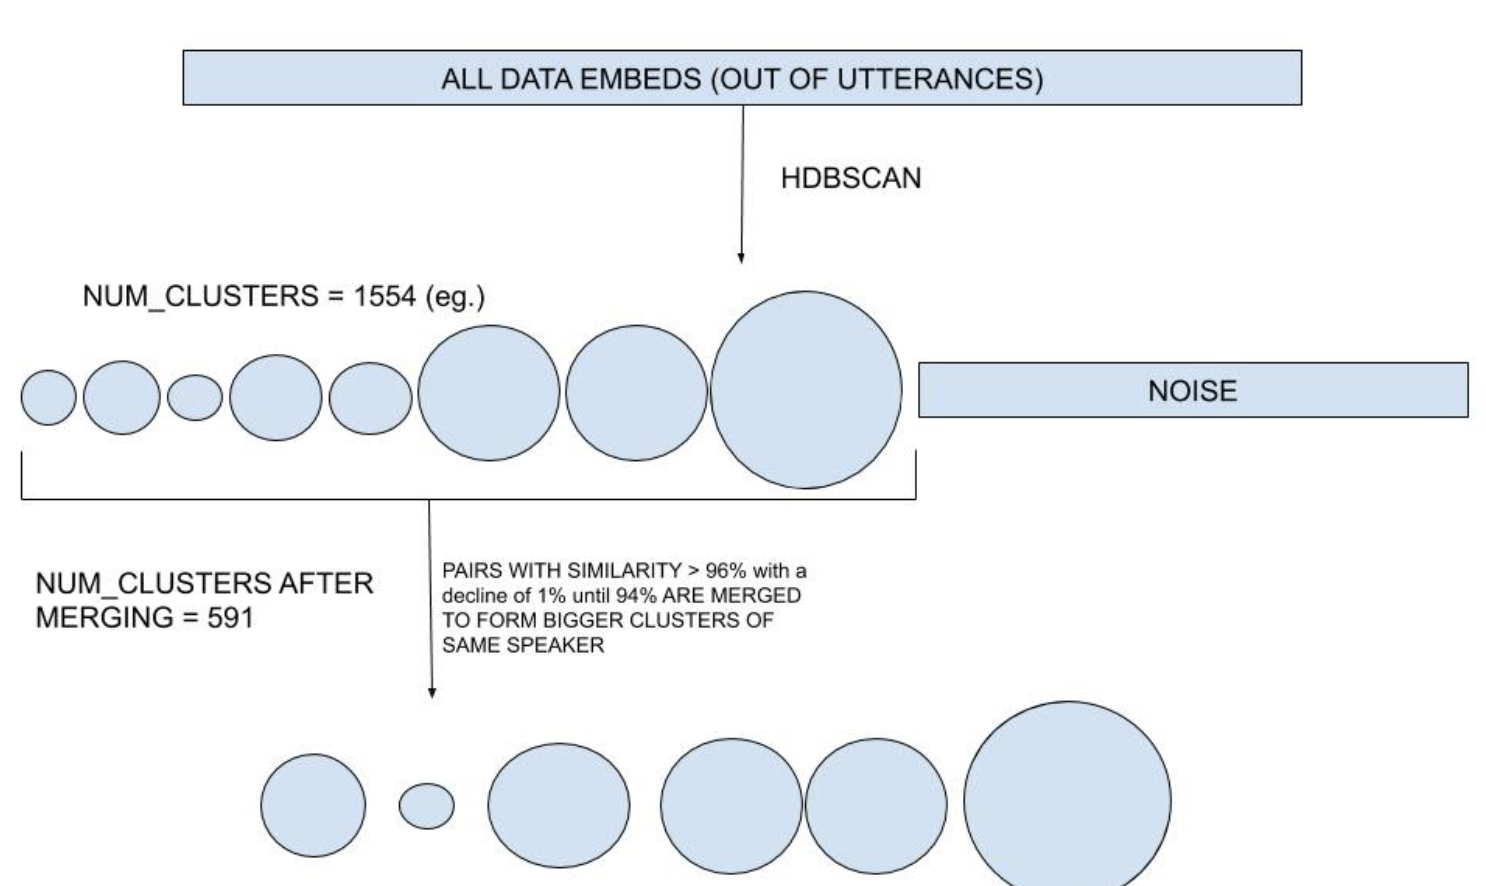 ALL DATA EMBEDS (OUT OF UTTERANCES)
HDBSCAN
NUM_CLUSTERS = 1554 (eg.)
NOISE
NUM_CLUSTERS AFTER
MERGING = 591
PAIRS WITH SIMILARITY > 96% with a
decline of 1% until 94% ARE MERGED
TO FORM BIGGER CLUSTERS OF
SAME SPEAKER